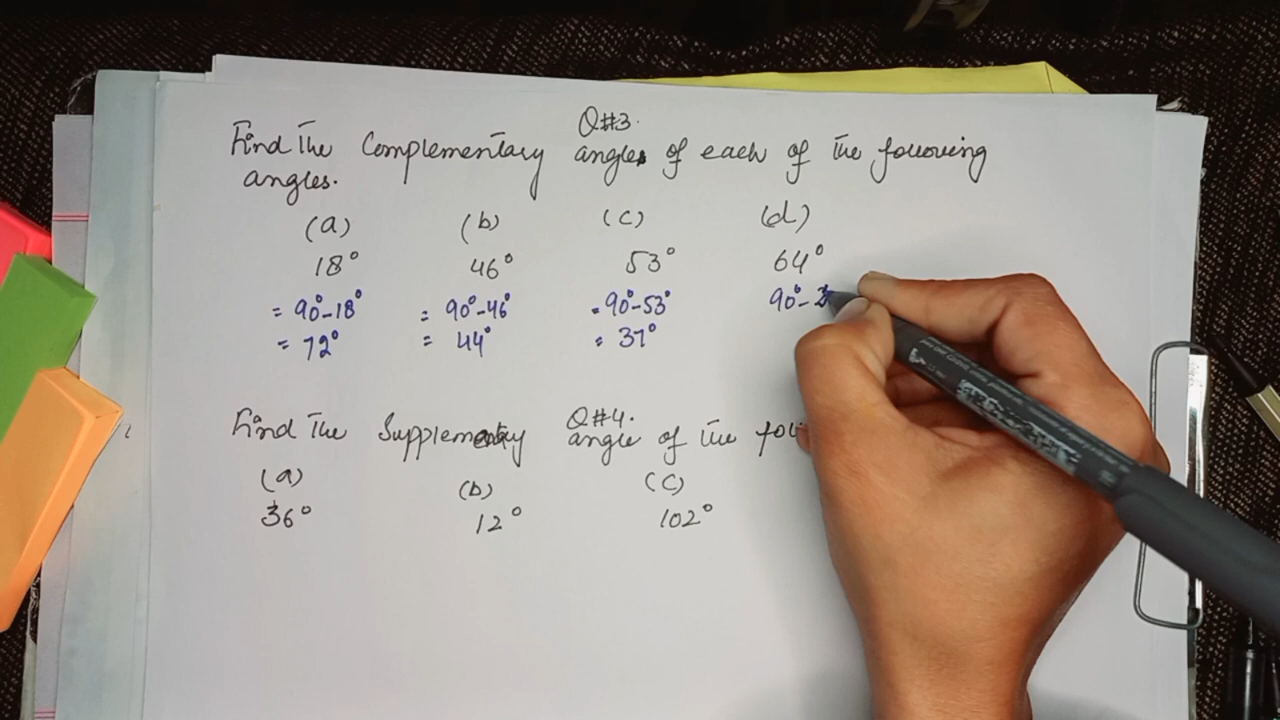 Q#3.
Find The Complementary angles of each of the following
angles.
(a) (b) (c) (d)
18° 46° 53° 64°
= 90°-18° = 90°-46° = 90°-53° 90°-
= 72° = 44° = 37°
Q#4.
Find The Supplementary angle of the
(a) (b) (c)
36° 12° 102°